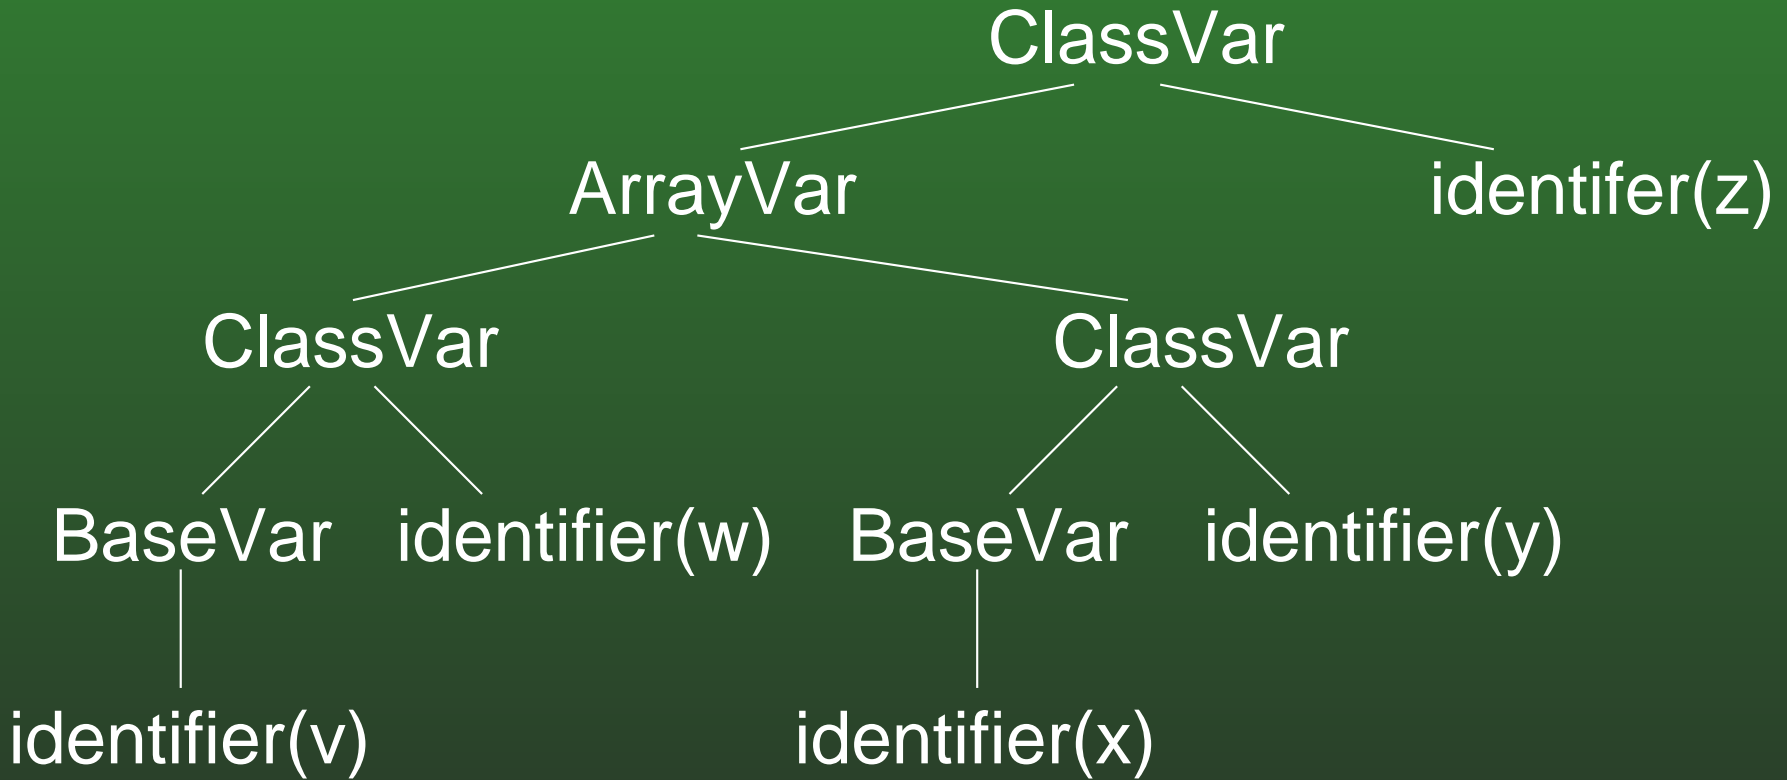 ClassVar
ArrayVar identifer(z)
ClassVar ClassVar
BaseVar identifier(w) BaseVar identifier(y)
identifier(v) identifier(x)